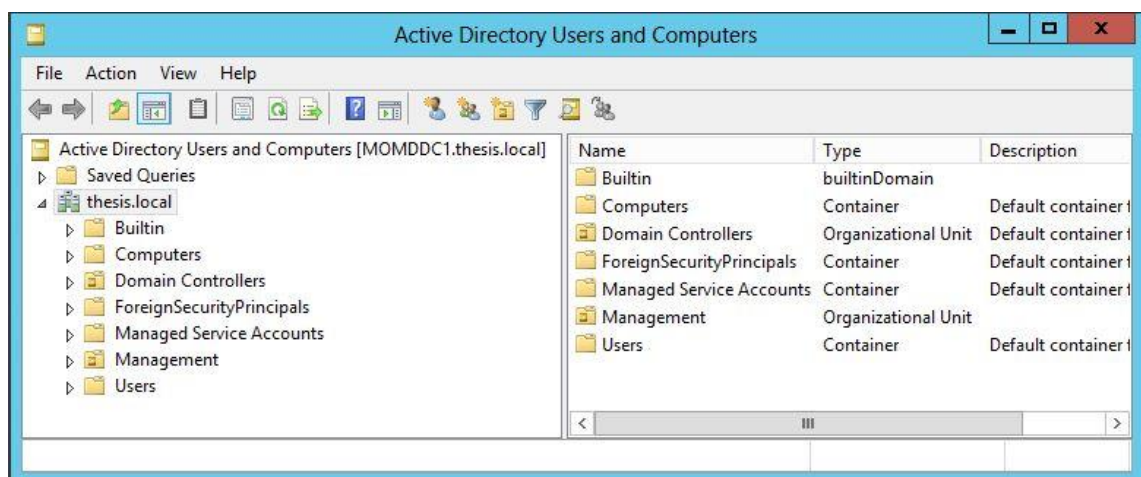 Active Directory Users and Computers
File Action View Help
Active Directory Users and Computers [MOMDDC1.thesis.local]
Saved Queries
thesis.local
Builtin
Computers
Domain Controllers
ForeignSecurityPrincipals
Managed Service Accounts
Management
Users
Name Type Description
Builtin builtinDomain
Computers Container Default container f
Domain Controllers Organizational Unit Default container f
ForeignSecurityPrincipals Container Default container f
Managed Service Accounts Container Default container f
Management Organizational Unit
Users Container Default container f